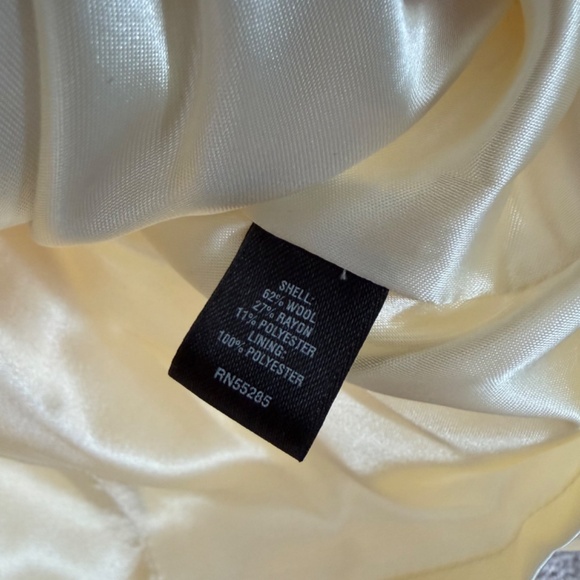 SHELL:
62% WOOL
27% RAYON
11% POLYESTER
LINING:
100% POLYESTER
RN55285